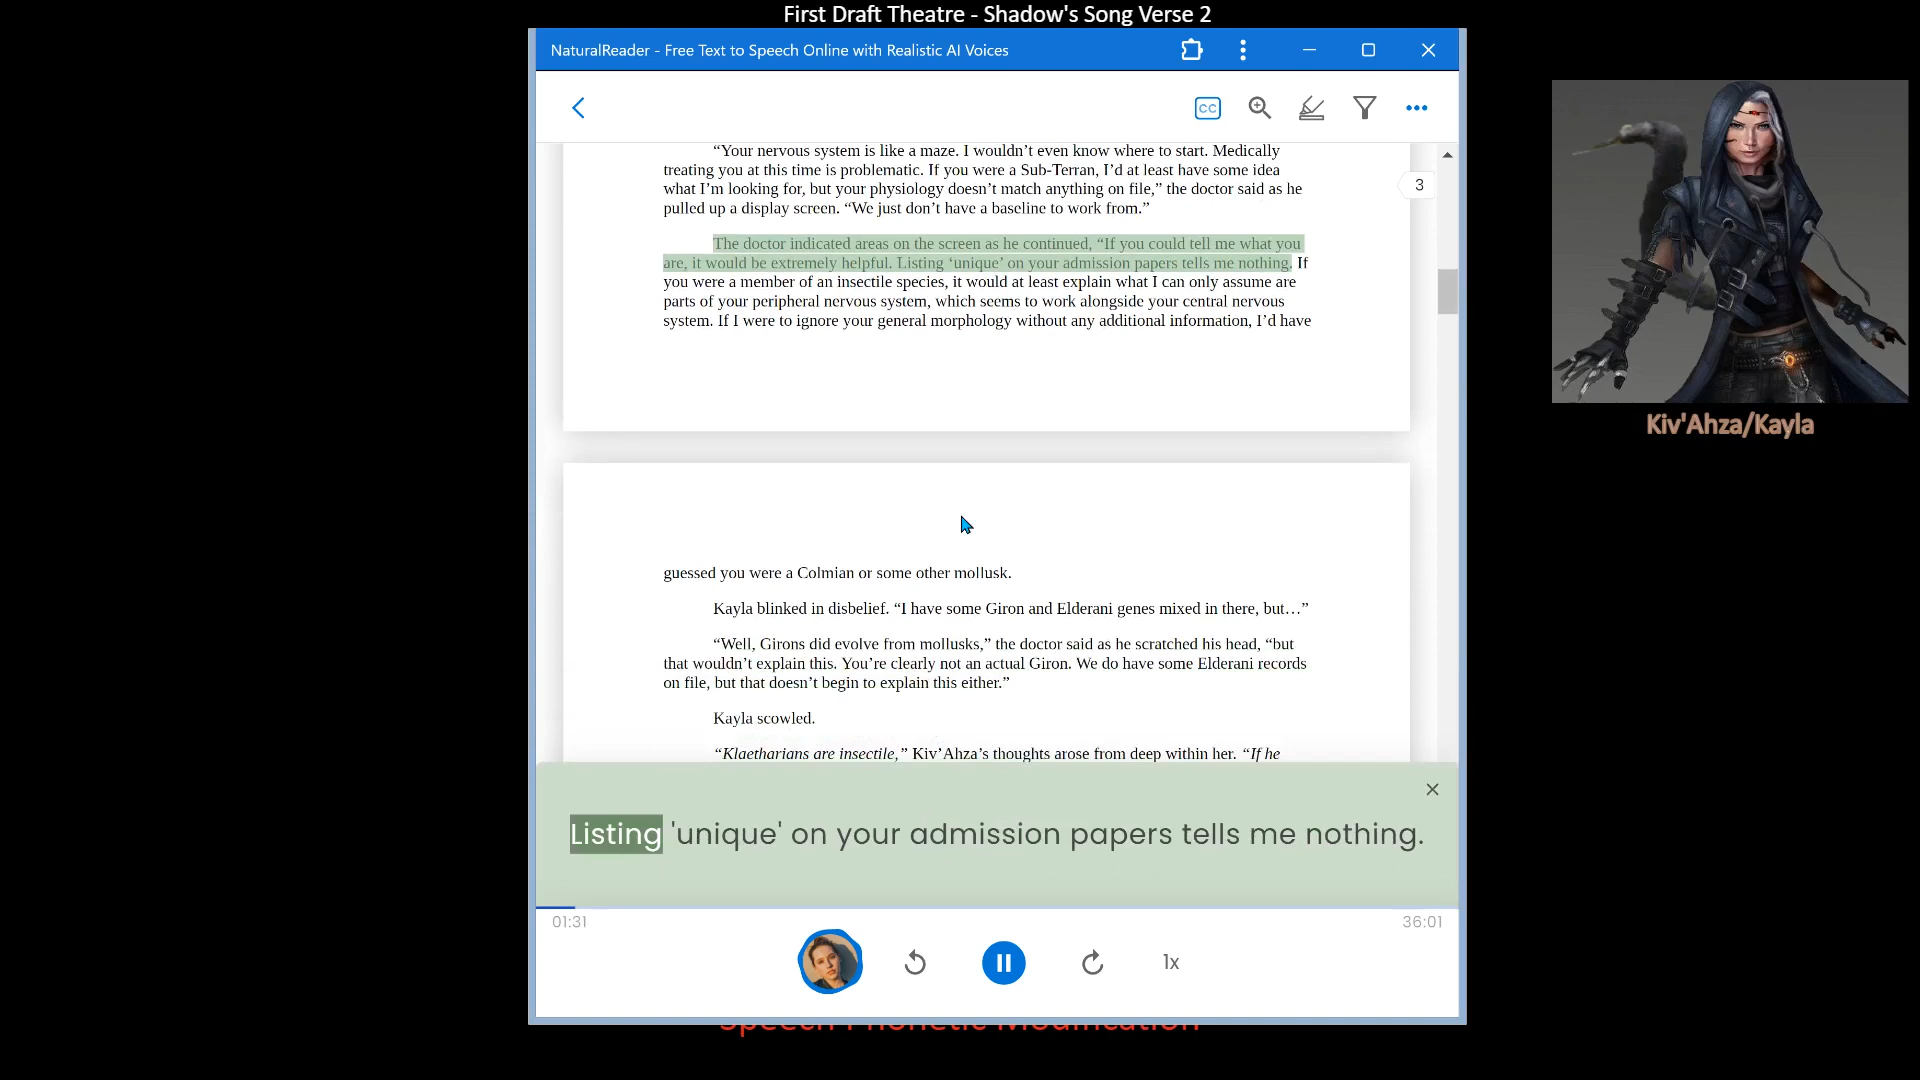 First Draft Theatre - Shadow's Song Verse 2
NaturalReader - Free Text to Speech Online with Realistic AI Voices
CC
“Your nervous system is like a maze. I wouldn’t even know where to start. Medically
treating you at this time is problematic. If you were a Sub-Terran, I’d at least have some idea
what I’m looking for, but your physiology doesn’t match anything on file,” the doctor said as he
pulled up a display screen. “We just don’t have a baseline to work from.”
3
The doctor indicated areas on the screen as he continued, “If you could tell me what you
are, it would be extremely helpful. Listing ‘unique’ on your admission papers tells me nothing. If
you were a member of an insectile species, it would at least explain what I can only assume are
parts of your peripheral nervous system, which seems to work alongside your central nervous
system. If I were to ignore your general morphology without any additional information, I’d have
guessed you were a Colmian or some other mollusk.
Kayla blinked in disbelief. “I have some Giron and Elderani genes mixed in there, but…”
“Well, Girons did evolve from mollusks,” the doctor said as he scratched his head, “but
that wouldn’t explain this. You’re clearly not an actual Giron. We do have some Elderani records
on file, but that doesn’t begin to explain this either.”
Kayla scowled.
“Klaetharians are insectile,” Kiv’Ahza’s thoughts arose from deep within her. “If he
Listing 'unique' on your admission papers tells me nothing.
01:31
36:01
1x
Speech Phonetic Modification
Kiv'Ahza/Kayla